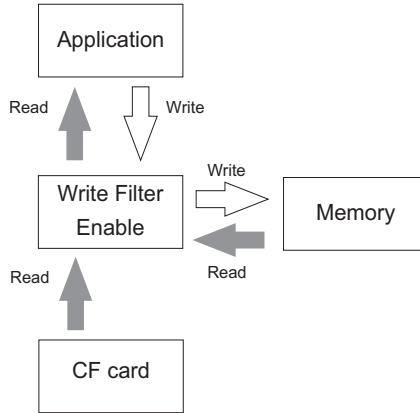 Application
Read
Write
Write
Write Filter
Enable
Memory
Read
Read
CF card